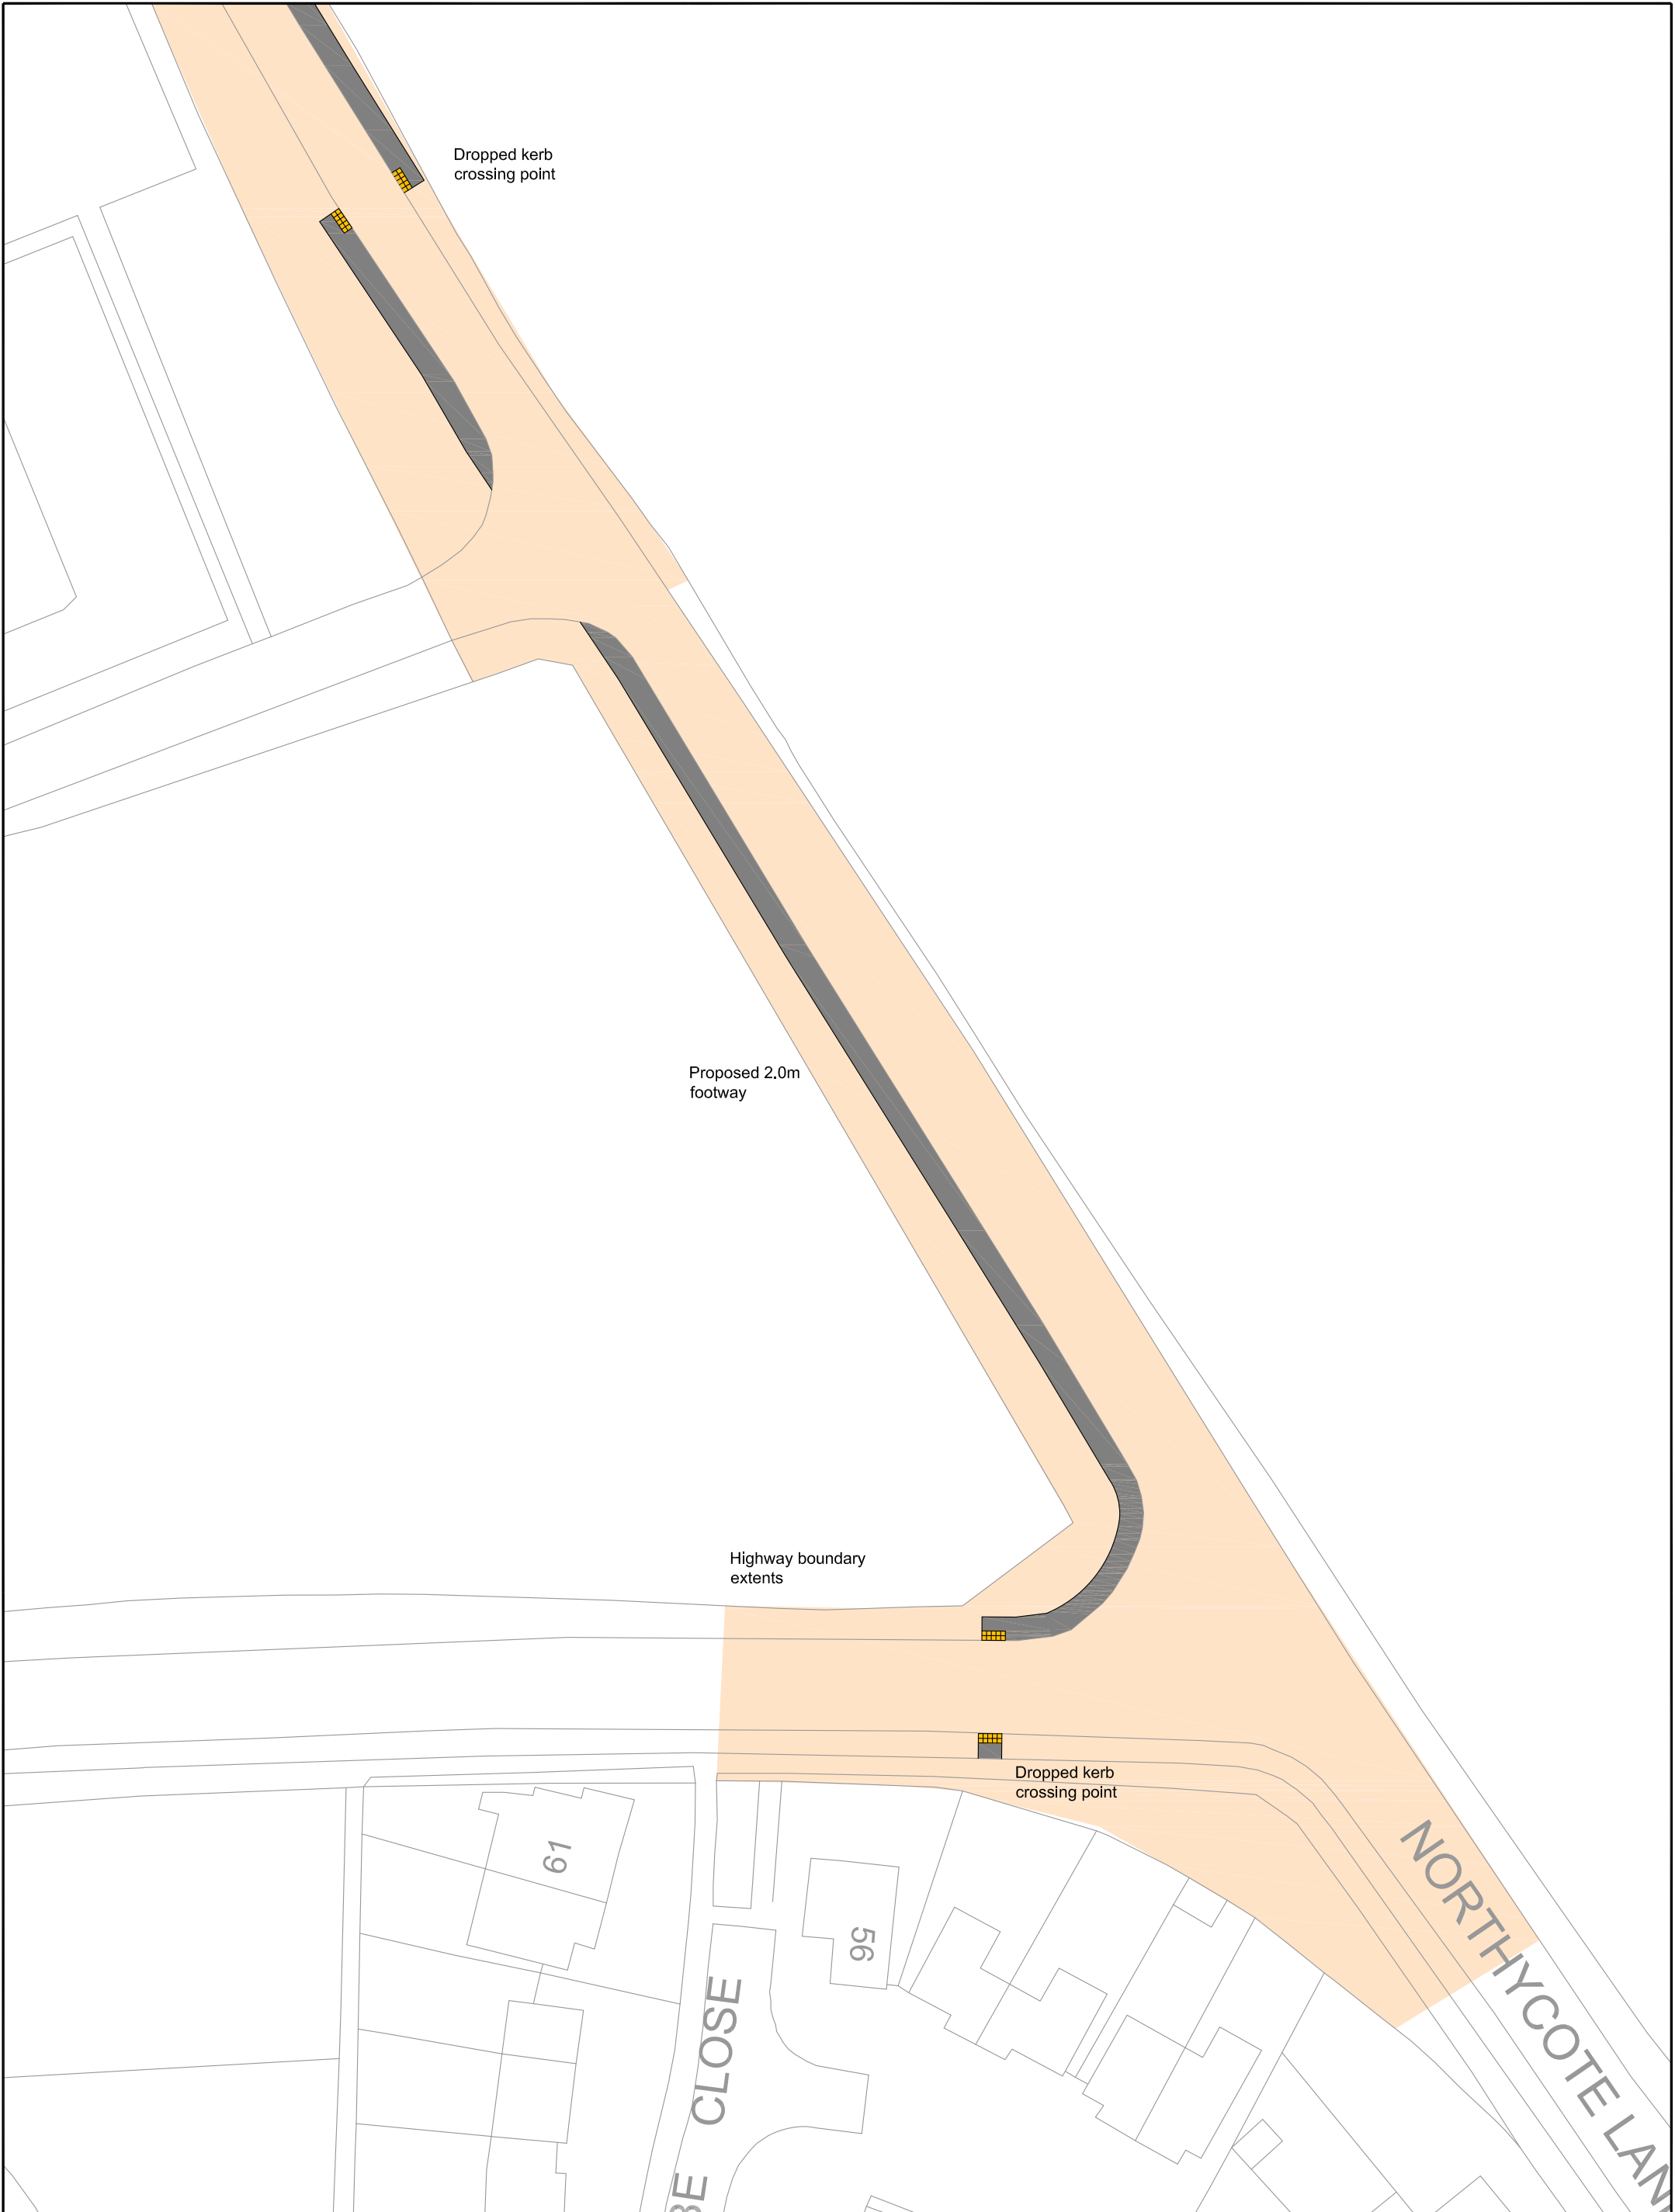 Dropped kerb
crossing point
Proposed 2.0m
footway
Highway boundary
extents
Dropped kerb
crossing point
61
56
CLOSE
NORTHYCOTE LAN